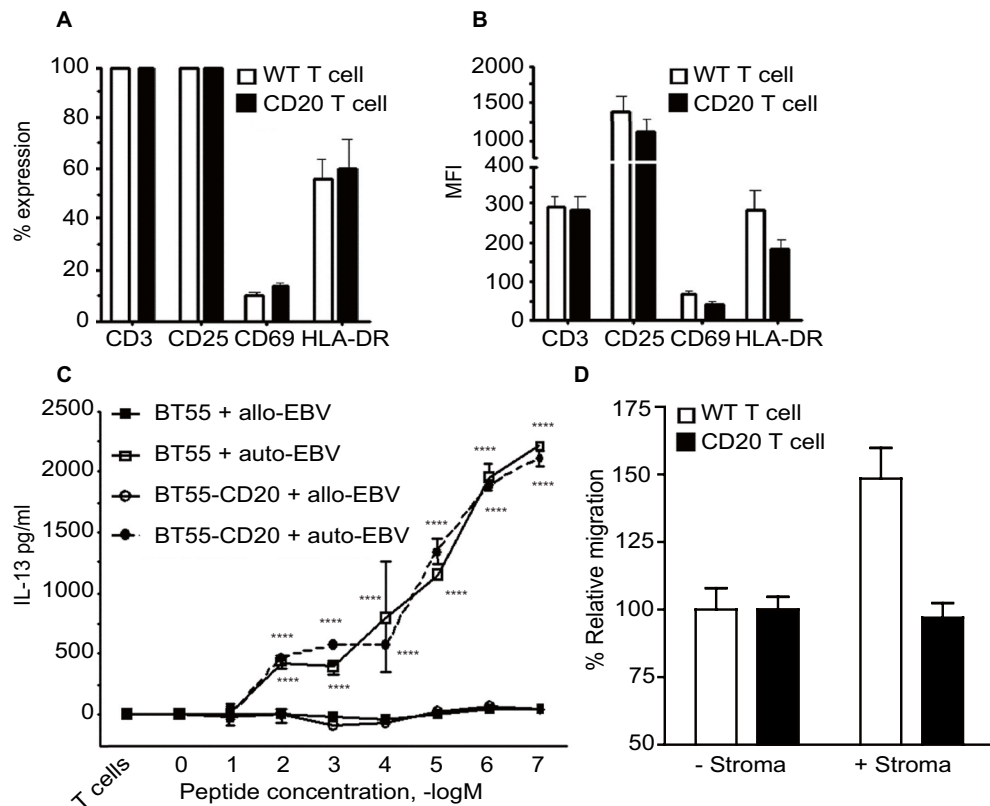 A
% expression
100
80
60
40
20
10
0
WT T cell
CD20 T cell
CD3 CD25 CD69 HLA-DR
B
MFI
2000
1500
1000
400
300
200
100
0
WT T cell
CD20 T cell
CD3 CD25 CD69 HLA-DR
C
IL-13 pg/ml
2500
2000
1500
1000
500
0
BT55 + allo-EBV
BT55 + auto-EBV
BT55-CD20 + allo-EBV
BT55-CD20 + auto-EBV
****
****
****
****
****
****
****
****
****
****
****
****
T cells 0 1 2 3 4 5 6 7
Peptide concentration, -logM
D
% Relative migration
175
150
125
100
75
50
WT T cell
CD20 T cell
- Stroma + Stroma